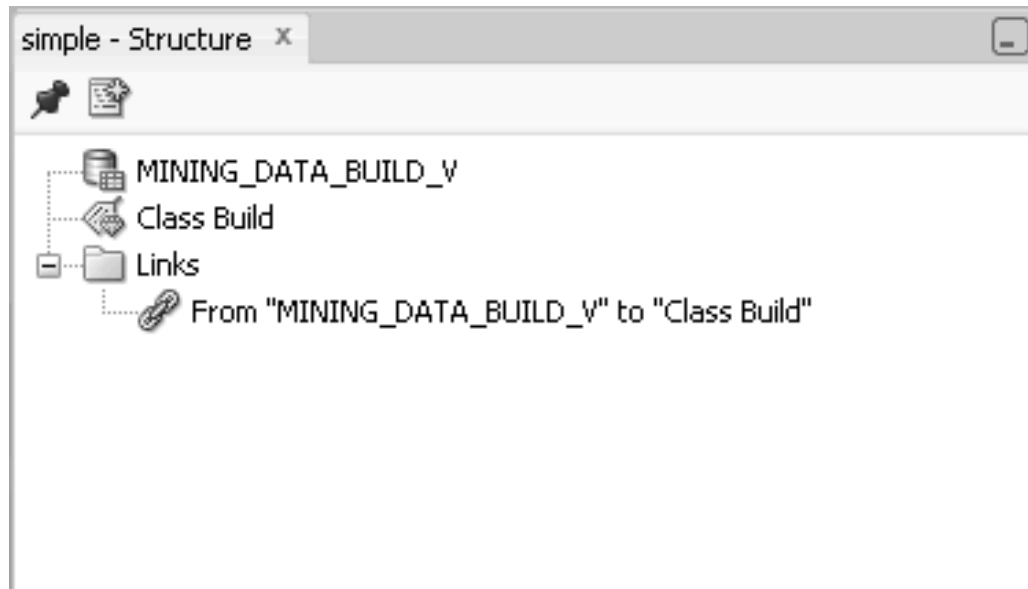 simple - Structure x
MINING_DATA_BUILD_V
Class Build
Links
From "MINING_DATA_BUILD_V" to "Class Build"